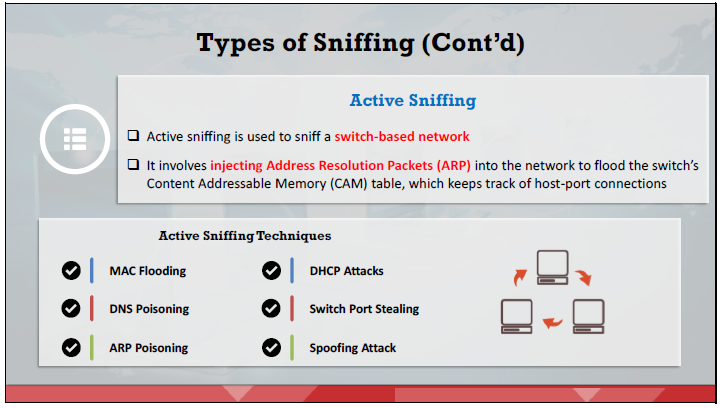 Types of Sniffing (Cont’d)
Active Sniffing
Active sniffing is used to sniff a switch-based network
It involves injecting Address Resolution Packets (ARP) into the network to flood the switch’s
Content Addressable Memory (CAM) table, which keeps track of host-port connections
Active Sniffing Techniques
MAC Flooding
DHCP Attacks
DNS Poisoning
Switch Port Stealing
ARP Poisoning
Spoofing Attack